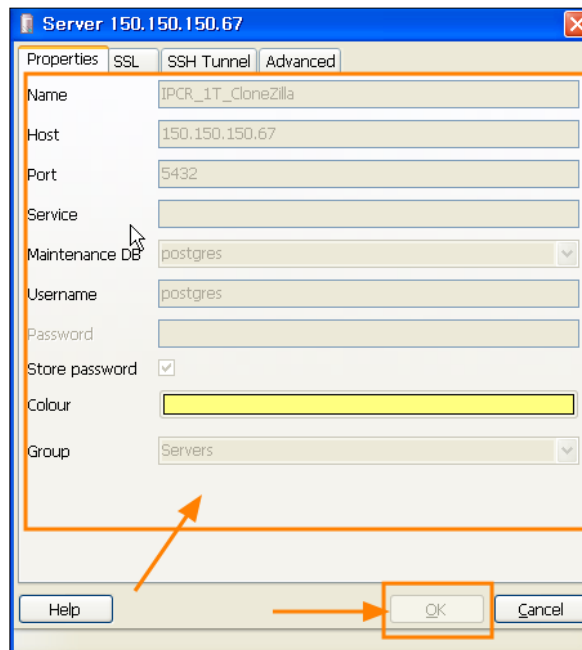 Server 150.150.150.67
Properties SSL SSH Tunnel Advanced
Name IPCR_1T_CloneZilla
Host 150.150.150.67
Port 5432
Service
Maintenance DB postgres
Username postgres
Password
Store password
Colour
Group Servers
Help OK Cancel